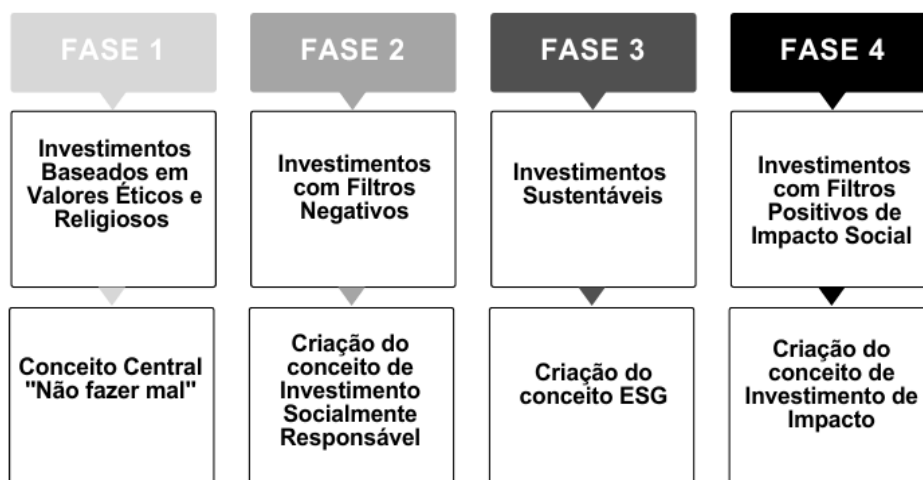 FASE 1
FASE 2
FASE 3
FASE 4
Investimentos
Baseados em
Valores Éticos e
Religiosos
Investimentos
com Filtros
Negativos
Investimentos
Sustentáveis
Investimentos
com Filtros
Positivos de
Impacto Social
Conceito Central
"Não fazer mal"
Criação do
conceito de
Investimento
Socialmente
Responsável
Criação do
conceito ESG
Criação do
conceito de
Investimento de
Impacto